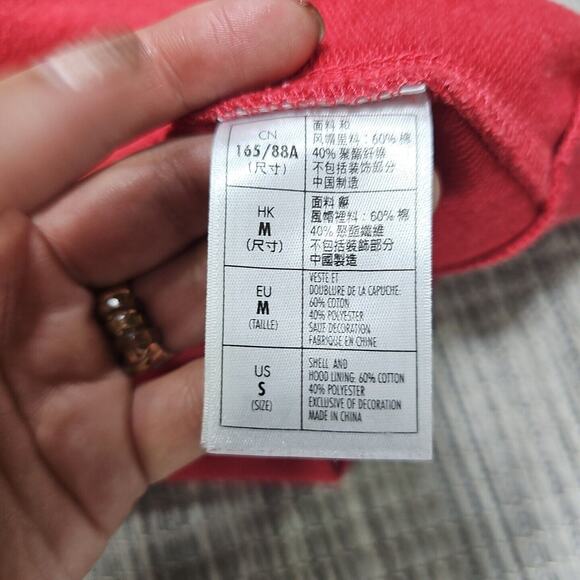 CN
165/88A
(尺寸)
面料 和
风帽里料：60% 棉
40% 聚酯纤维
不包括装饰部分
中国制造
HK
M
(尺寸)
面料
風帽裡料：60% 棉
40% 聚酯纖維
不包括裝飾部分
中國製造
EU
M
(TAILLE)
VESTE ET
DOUBLURE DE LA CAPUCHE:
60% COTON
40% POLYESTER
SAUF DECORATION
FABRIQUE EN CHINE
US
S
(SIZE)
SHELL AND
HOOD LINING: 60% COTTON
40% POLYESTER
EXCLUSIVE OF DECORATION
MADE IN CHINA